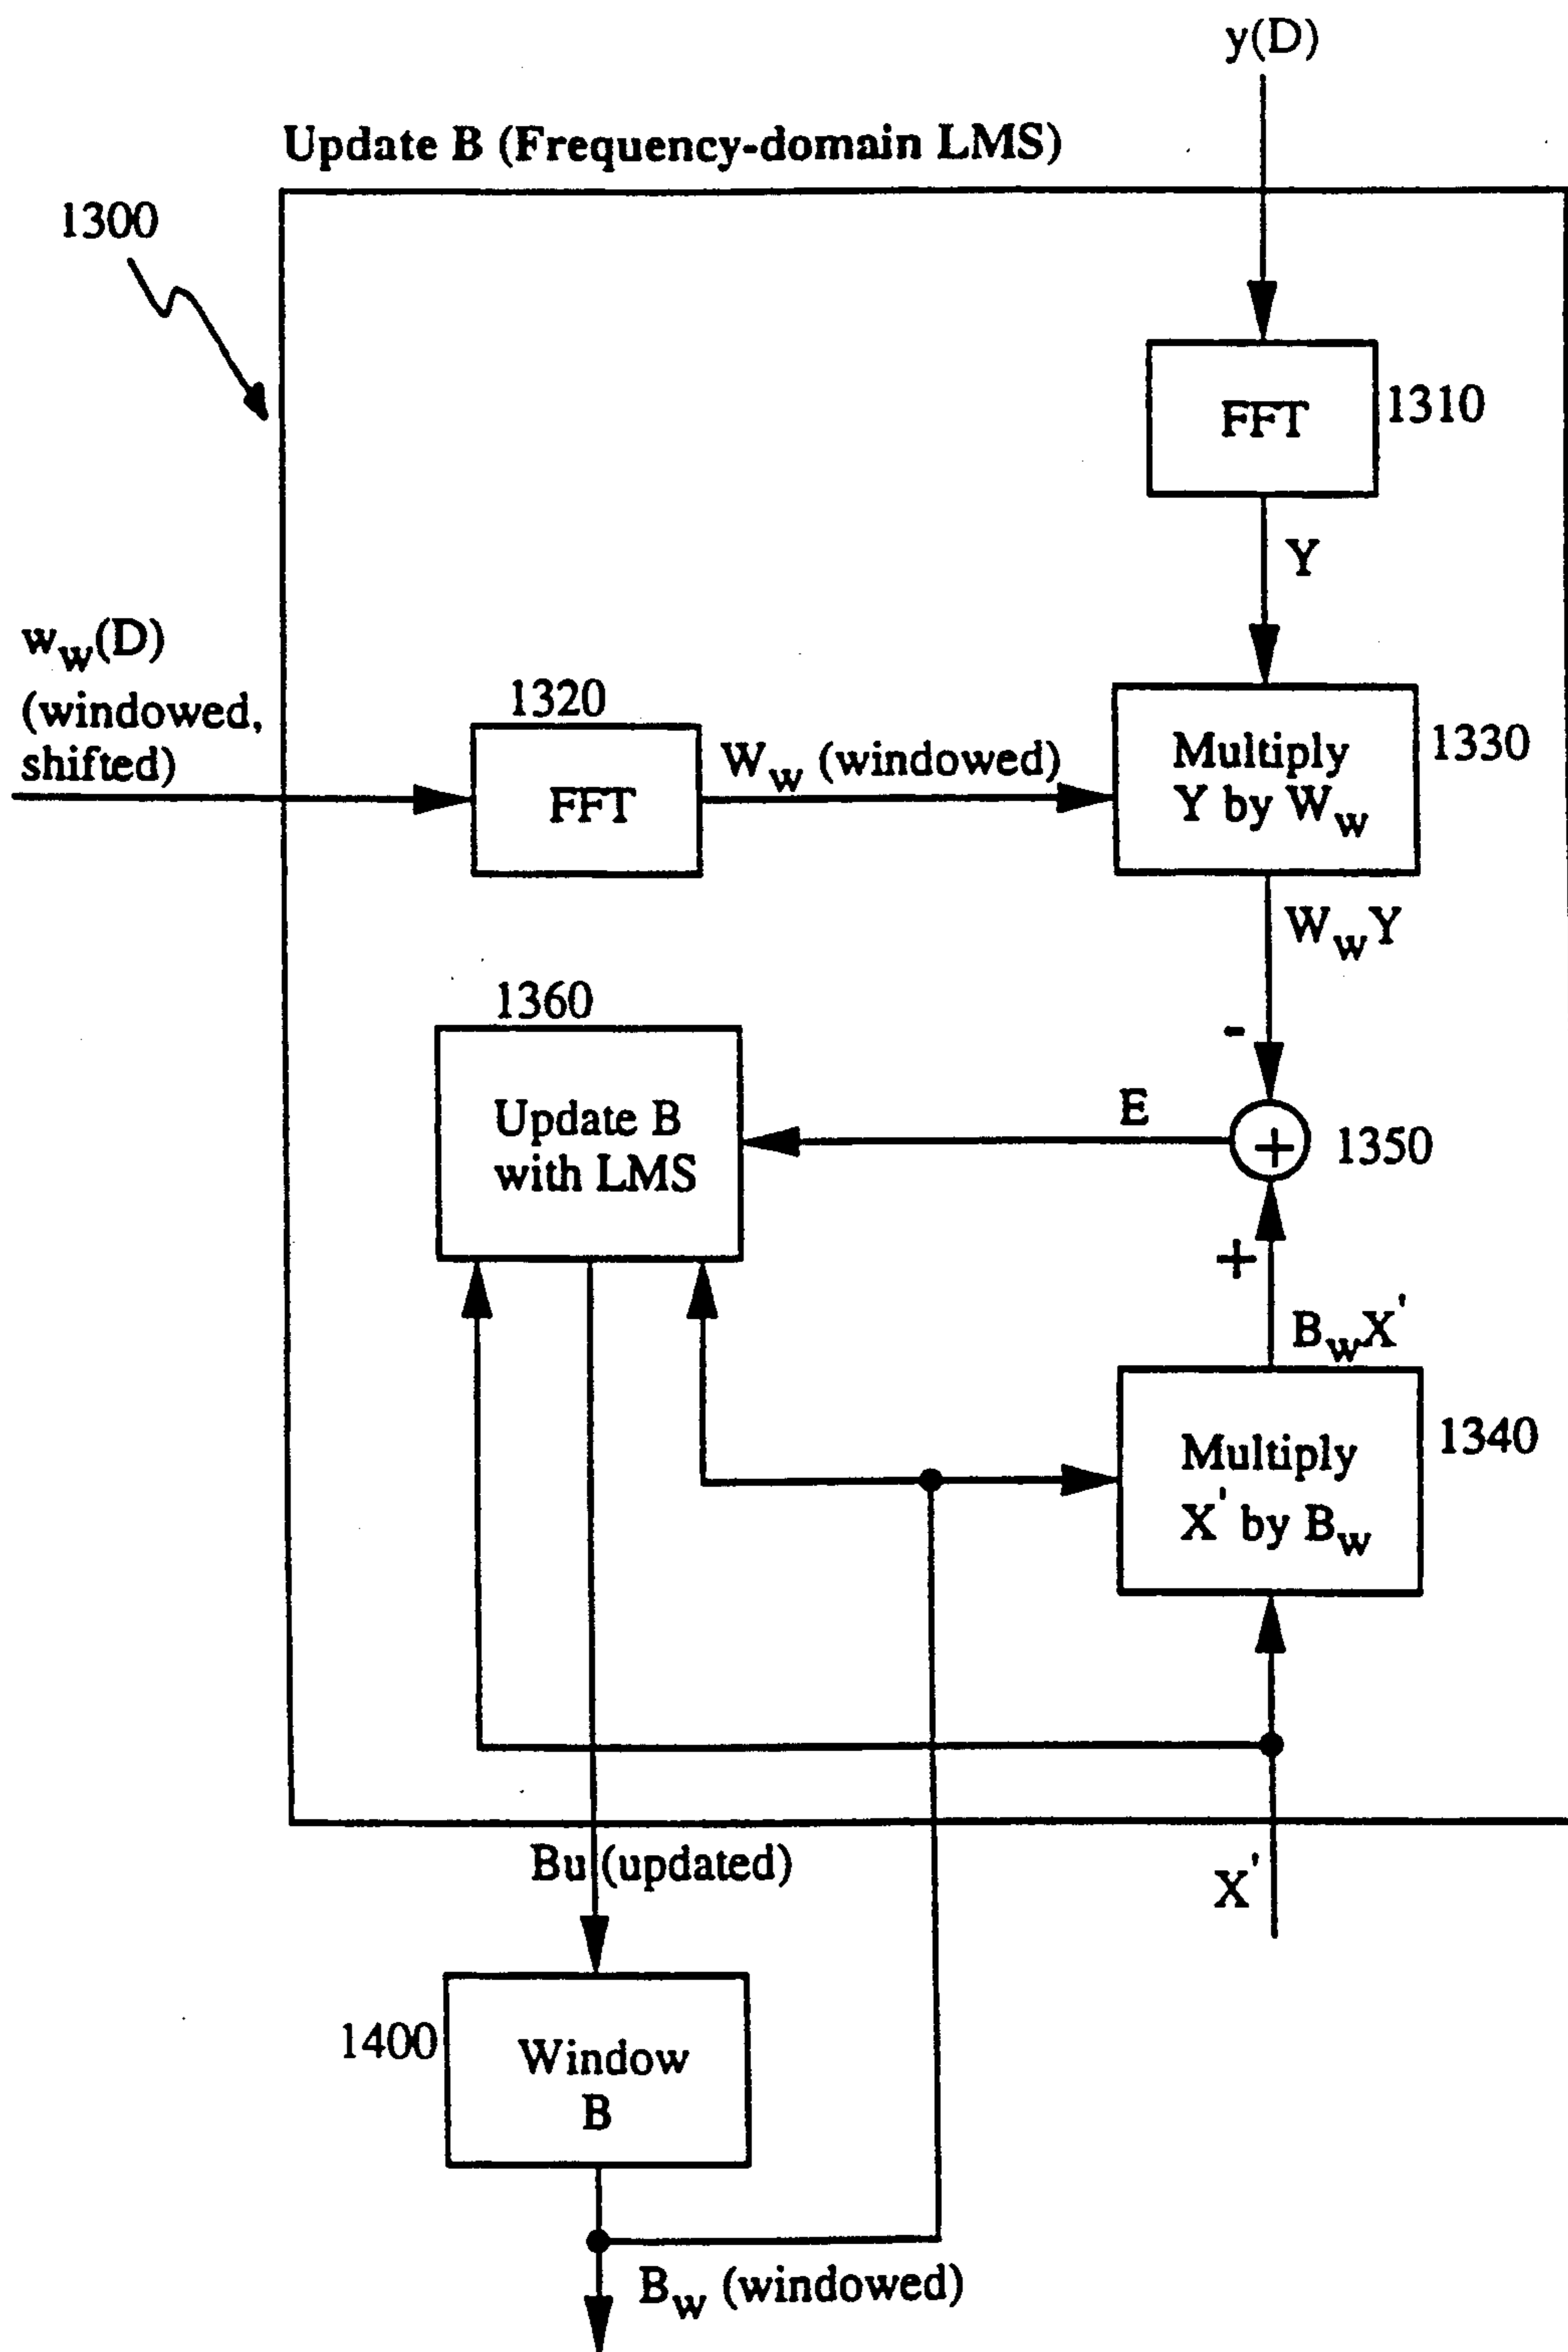 y(D)
Update B (Frequency-domain LMS)
1300
FFT
1310
Y
w_w(D)
(windowed,
shifted)
1320
FFT
W_w (windowed)
Multiply
Y by W_w
1330
W_wY
1360
-
Update B
with LMS
E
+
1350
+
B_wX'
Multiply
X' by B_w
1340
Bu (updated)
X'
1400
Window
B
B_w (windowed)